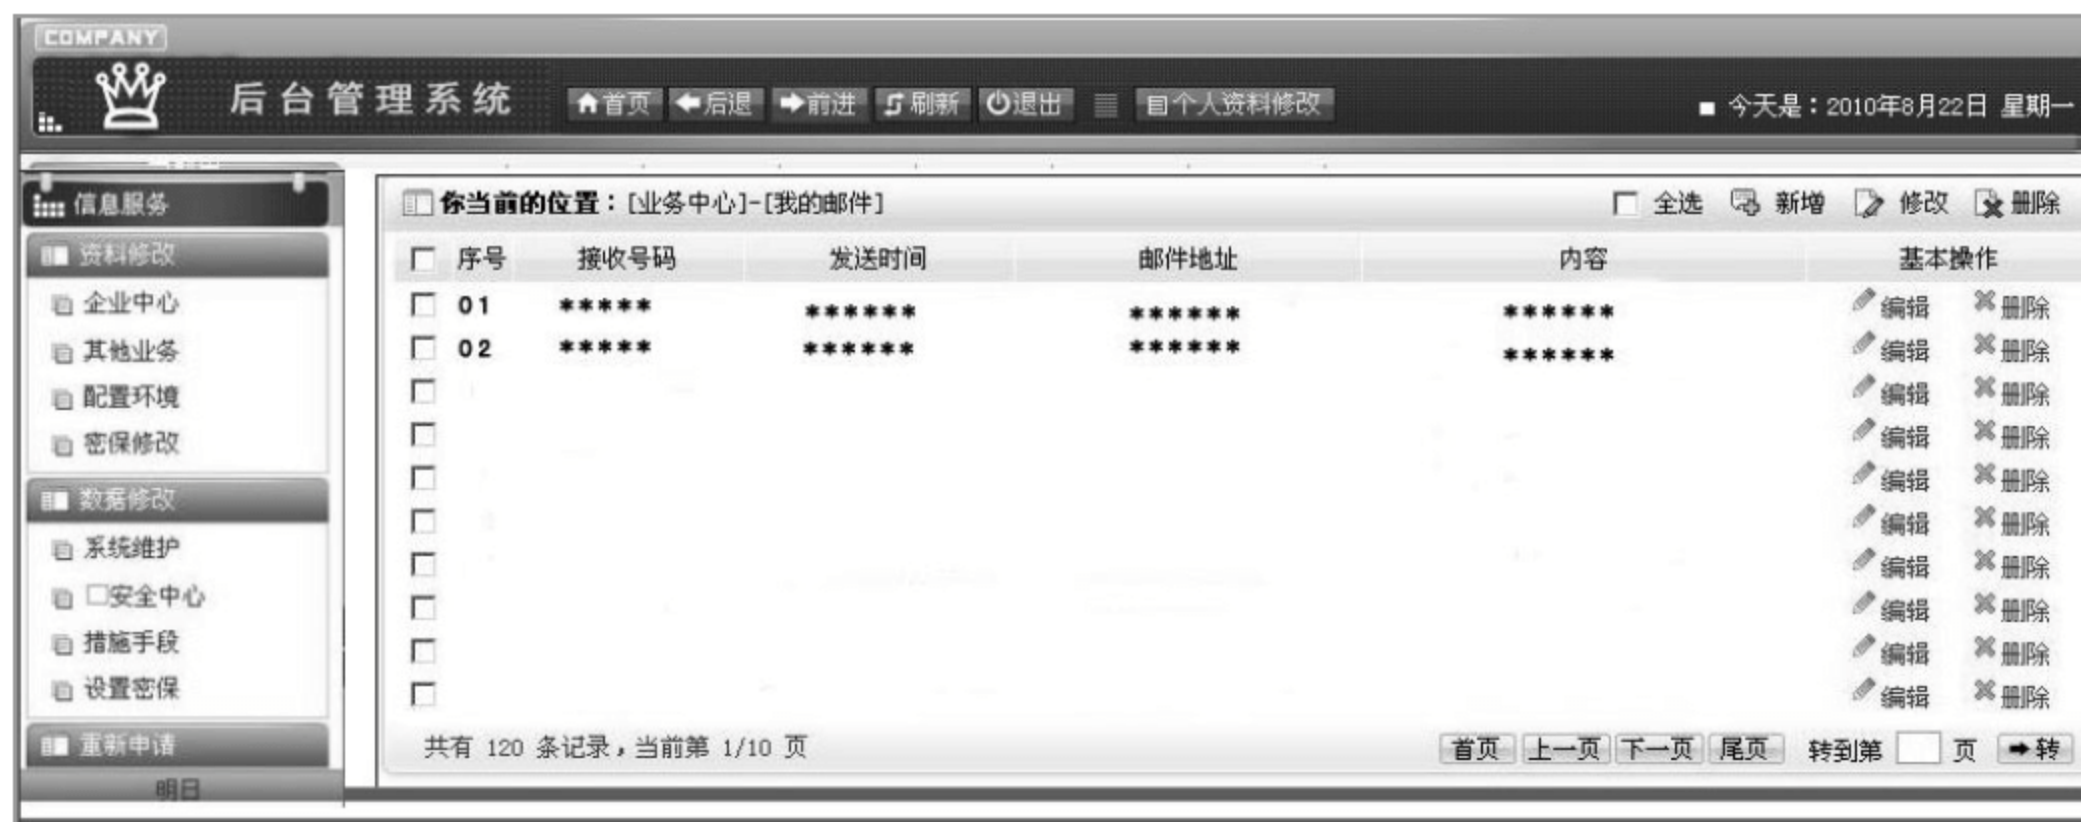 COMPANY
后台管理系统 首页 后退 前进 刷新 退出 个人资料修改 今天是：2010年8月22日 星期一
信息服务
资料修改
企业中心
其他业务
配置环境
密保修改
数据修改
系统维护
□安全中心
措施手段
设置密保
重新申请
明日
你当前的位置：[业务中心]-[我的邮件] 全选 新增 修改 删除
序号 接收号码 发送时间 邮件地址 内容 基本操作
01 ***** ****** ****** ****** 编辑 删除
02 ***** ****** ****** ****** 编辑 删除
编辑 删除
编辑 删除
编辑 删除
编辑 删除
编辑 删除
编辑 删除
编辑 删除
编辑 删除
共有 120 条记录，当前第 1/10 页 首页 上一页 下一页 尾页 转到第 页 转